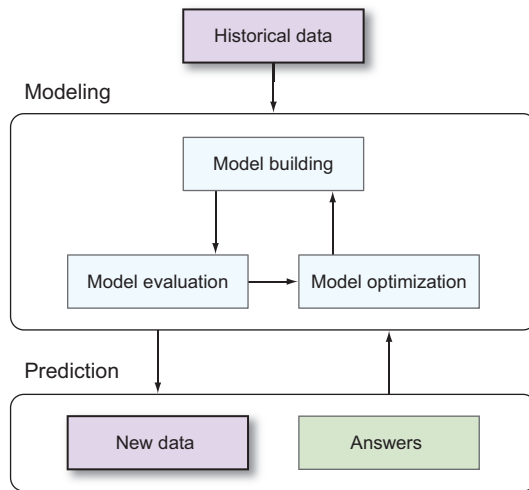 Historical data
Modeling
Model building
Model evaluation
Model optimization
Prediction
New data
Answers